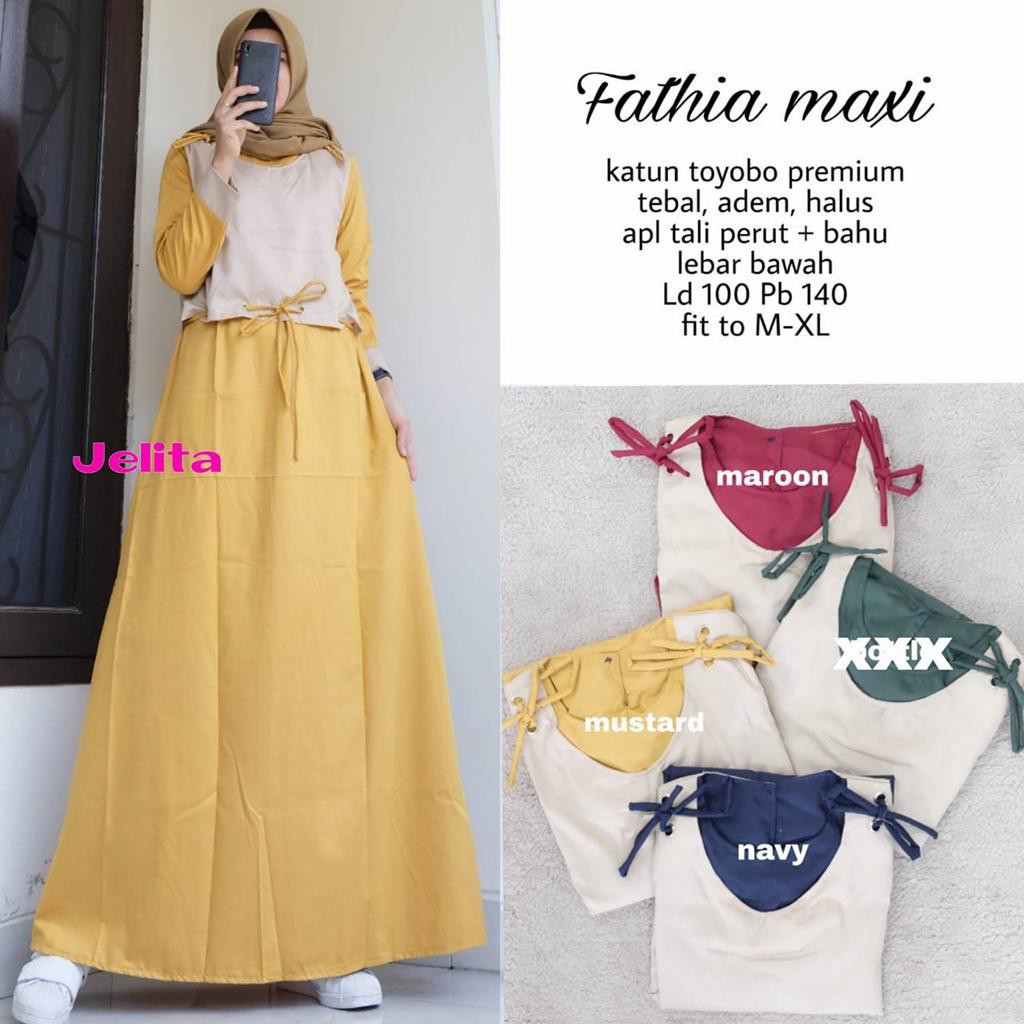 Fathia maxi
katun toyobo premium
tebal, adem, halus
apl tali perut + bahu
lebar bawah
Ld 100 Pb 140
fit to M-XL
Jelita
maroon
XXX
mustard
navy